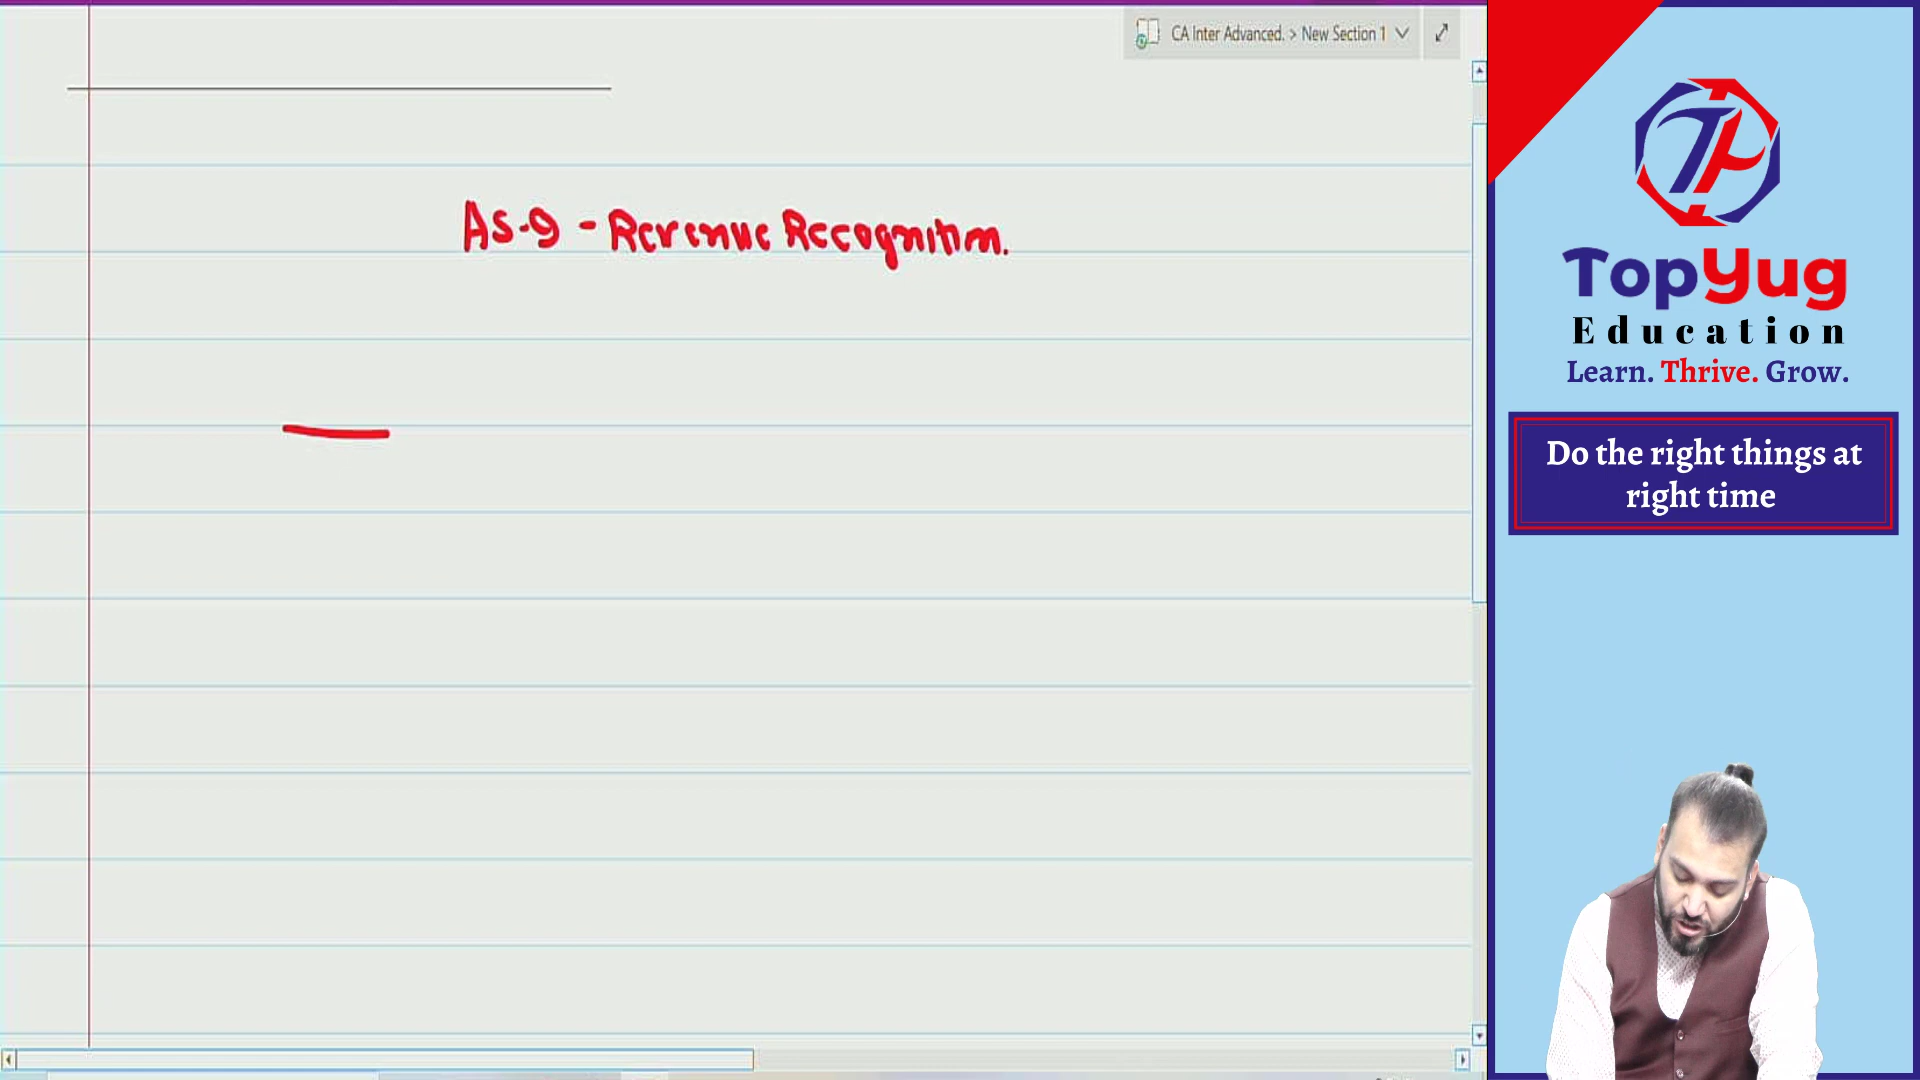 CA Inter Advanced. > New Section 1
As-9 - Revenue Recognition.
TopYug
Education
Learn. Thrive. Grow.
Do the right things at
right time